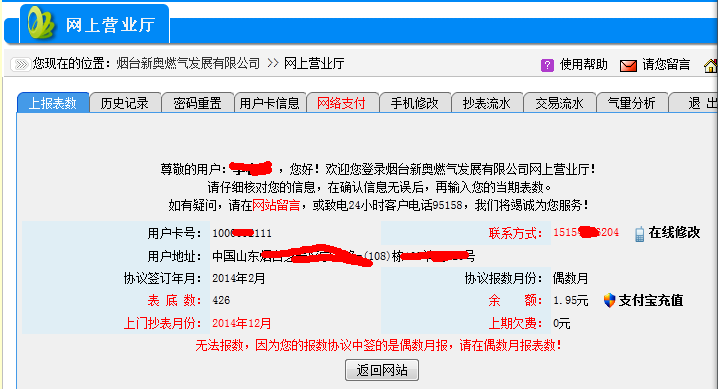 网上营业厅
您现在的位置：烟台新奥燃气发展有限公司 >> 网上营业厅
? 使用帮助 请您留言
上报表数 历史记录 密码重置 用户卡信息 网络支付 手机修改 抄表流水 交易流水 气量分析 退 出
尊敬的用户： ，您好！欢迎您登录烟台新奥燃气发展有限公司网上营业厅！
请仔细核对您的信息，在确认信息无误后，再输入您的当期表数。
如有疑问，请在网站留言，或致电24小时客户电话95158，我们将竭诚为您服务！
用户卡号： 100 111 联系方式： 1515 6204 在线修改
用户地址： 中国山东烟台 (108)栋 号
协议签订年月： 2014年2月 协议报数月份： 偶数月
表 底 数： 426 余 额： 1.95元 支付宝充值
上门抄表月份： 2014年12月 上期欠费： 0元
无法报数，因为您的报数协议中签的是偶数月报，请在偶数月报表数！
返回网站